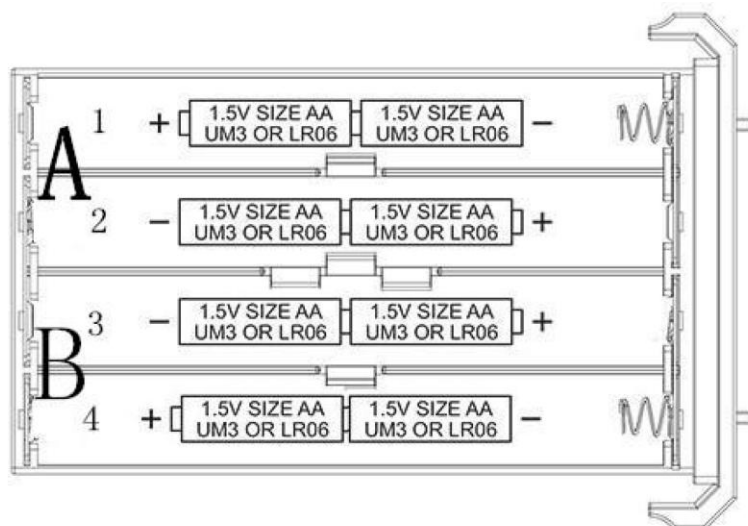 A
1 + 1.5V SIZE AA 1.5V SIZE AA -
UM3 OR LR06 UM3 OR LR06
2 - 1.5V SIZE AA 1.5V SIZE AA +
UM3 OR LR06 UM3 OR LR06
B
3 - 1.5V SIZE AA 1.5V SIZE AA +
UM3 OR LR06 UM3 OR LR06
4 + 1.5V SIZE AA 1.5V SIZE AA -
UM3 OR LR06 UM3 OR LR06